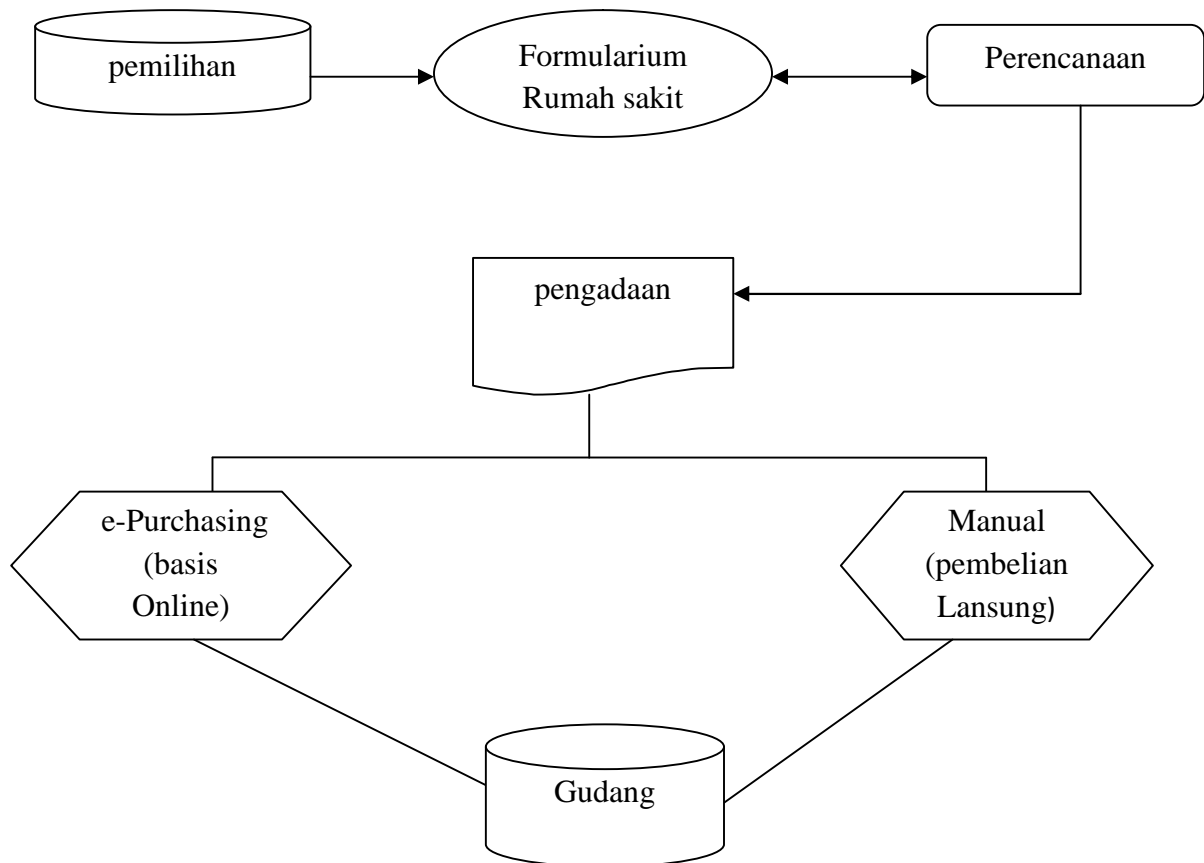 pemilihan
Formularium
Rumah sakit
Perencanaan
pengadaan
e-Purchasing
(basis
Online)
Manual
(pembelian
Lansung)
Gudang